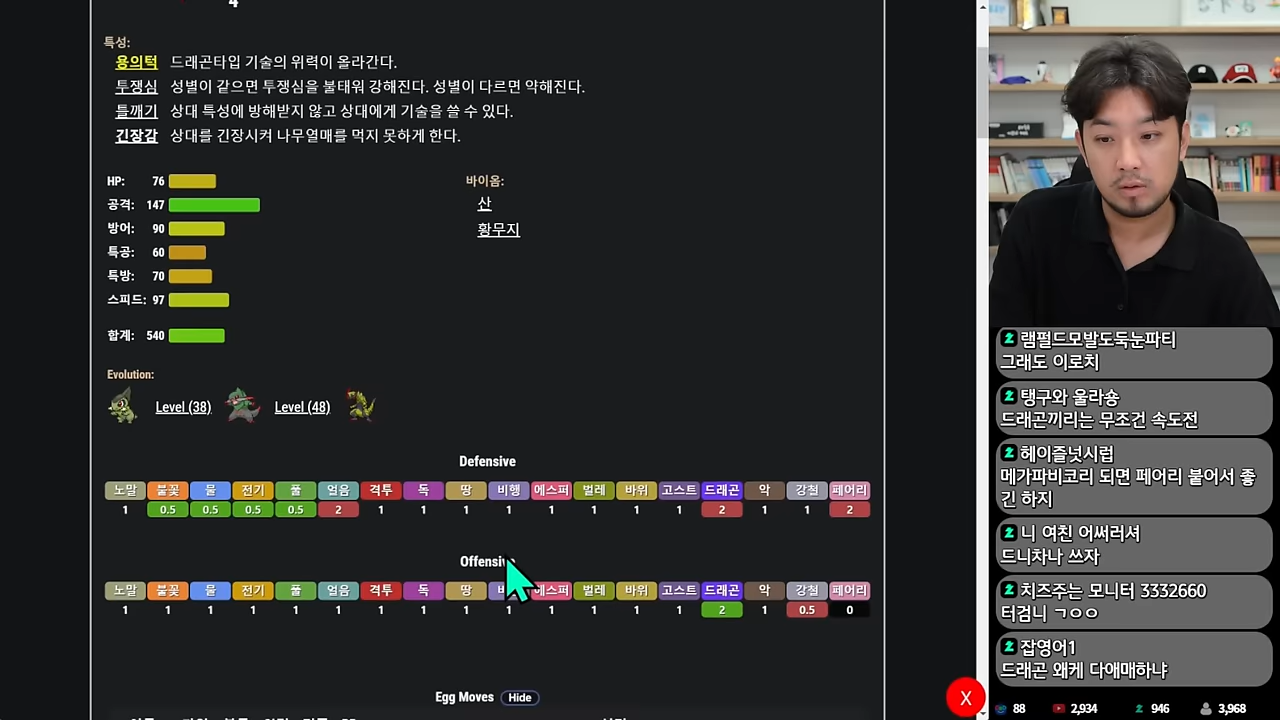 4
특성:
용의턱 드래곤타입 기술의 위력이 올라간다.
투쟁심 성별이 같으면 투쟁심을 불태워 강해진다. 성별이 다르면 약해진다.
틀깨기 상대 특성에 방해받지 않고 상대에게 기술을 쓸 수 있다.
긴장감 상대를 긴장시켜 나무열매를 먹지 못하게 한다.
HP: 76
공격: 147
방어: 90
특공: 60
특방: 70
스피드: 97
합계: 540
바이옴:
산
황무지
Evolution:
Level (38) Level (48)
Defensive
노말 불꽃 물 전기 풀 얼음 격투 독 땅 비행 에스퍼 벌레 바위 고스트 드래곤 악 강철 페어리
1 0.5 0.5 0.5 0.5 2 1 1 1 1 1 1 1 1 2 1 1 2
Offensive
노말 불꽃 물 전기 풀 얼음 격투 독 땅 에스퍼 벌레 바위 고스트 드래곤 악 강철 페어리
1 1 1 1 1 1 1 1 1 1 1 1 1 1 2 1 0.5 0
Egg Moves Hide
램펄드모발도둑눈파티
그래도 이로치
탱구와 울라숑
드래곤끼리는 무조건 속도전
헤이즐넛시럽
메가파비코리 되면 페어리 붙어서 좋
긴 하지
니 여친 어쩌러셔
드니차나 쓰자
치즈주는 모니터 3332660
터검니 ㄱㅇㅇ
잡영어1
드래곤 왜케 다애매하냐
X
88 2,934 946 3,968